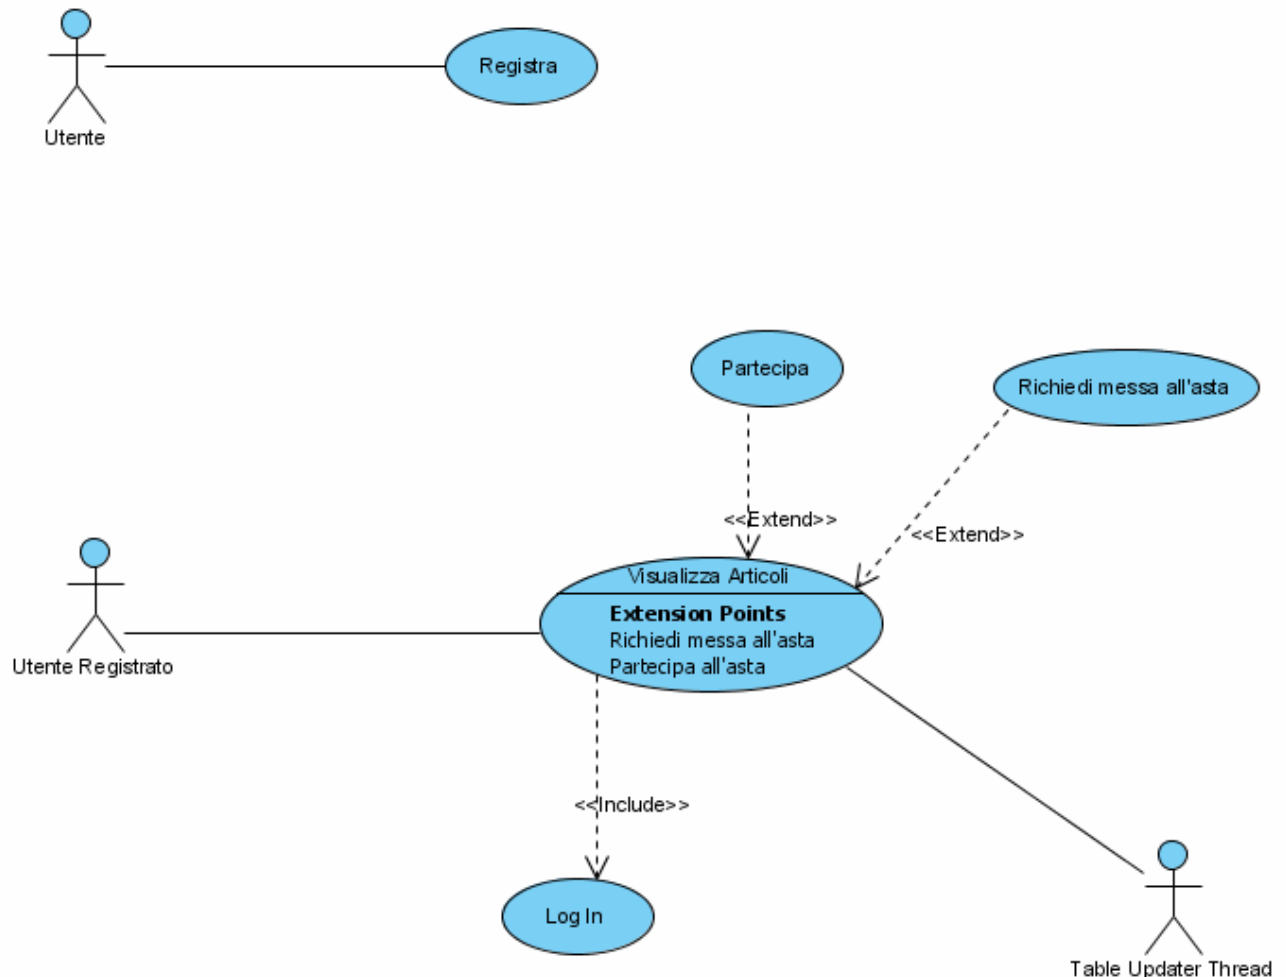 Registra
Utente
Partecipa
Richiedi messa all'asta
<<Extend>>
<<Extend>>
Visualizza Articoli
Extension Points
Richiedi messa all'asta
Partecipa all'asta
Utente Registrato
<<Include>>
Log In
Table Updater Thread